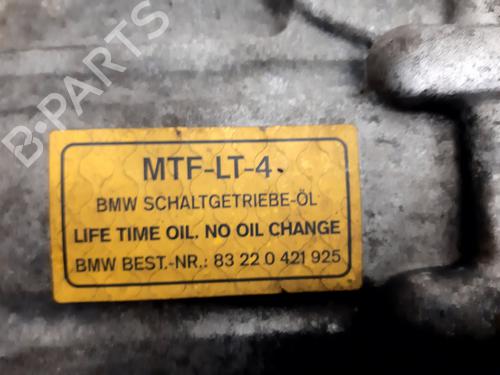 B-PARTS
MTF-LT-4
BMW SCHALTGETRIEBE-ÖL
LIFE TIME OIL. NO OIL CHANGE
BMW BEST.-NR.: 83 22 0 421 925